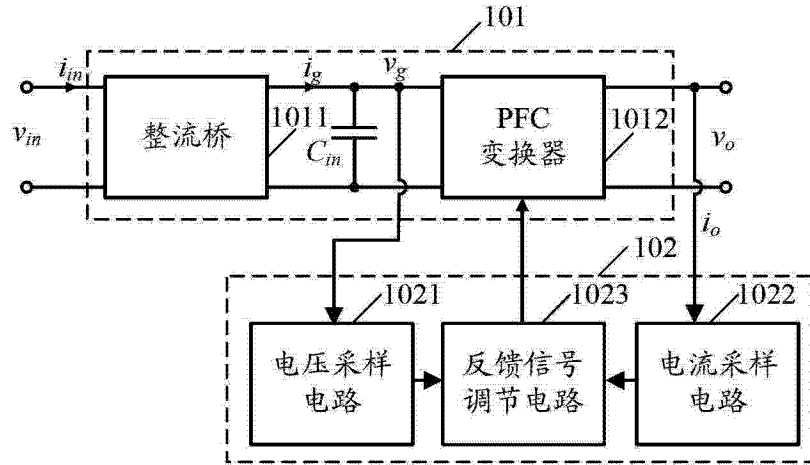 101
i_in
i_g
v_g
整流桥
1011
C_in
PFC
变换器
1012
v_in
v_o
i_o
102
1021
1023
1022
电压采样
电路
反馈信号
调节电路
电流采样
电路